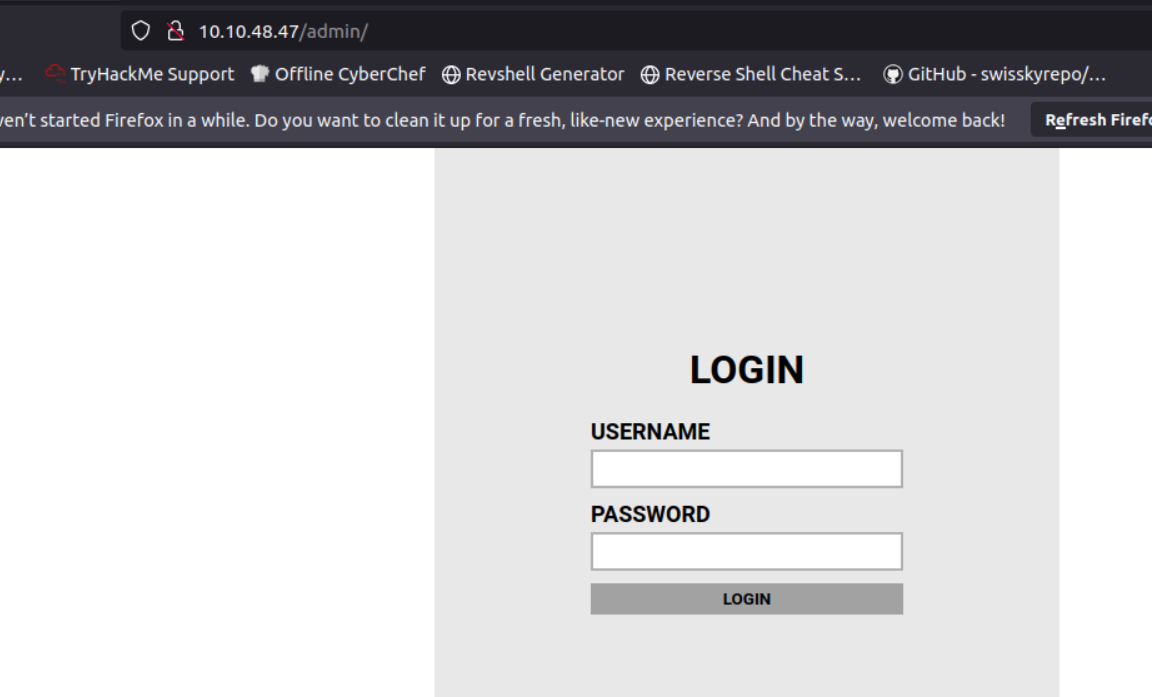 10.10.48.47/admin/
y... TryHackMe Support Offline CyberChef Revshell Generator Reverse Shell Cheat S... GitHub - swisskyrepo/...
en't started Firefox in a while. Do you want to clean it up for a fresh, like-new experience? And by the way, welcome back! Refresh Firefo
LOGIN
USERNAME
PASSWORD
LOGIN